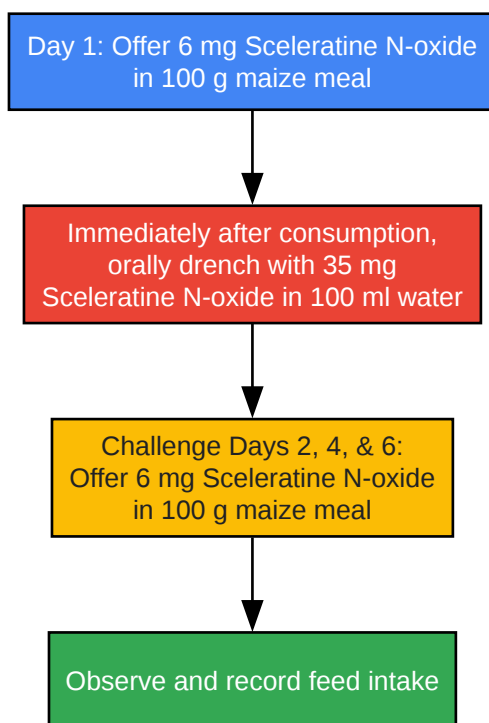 Day 1: Offer 6 mg Sceleratine N-oxide
in 100 g maize meal
Immediately after consumption,
orally drench with 35 mg
Sceleratine N-oxide in 100 ml water
Challenge Days 2, 4, & 6:
Offer 6 mg Sceleratine N-oxide
in 100 g maize meal
Observe and record feed intake